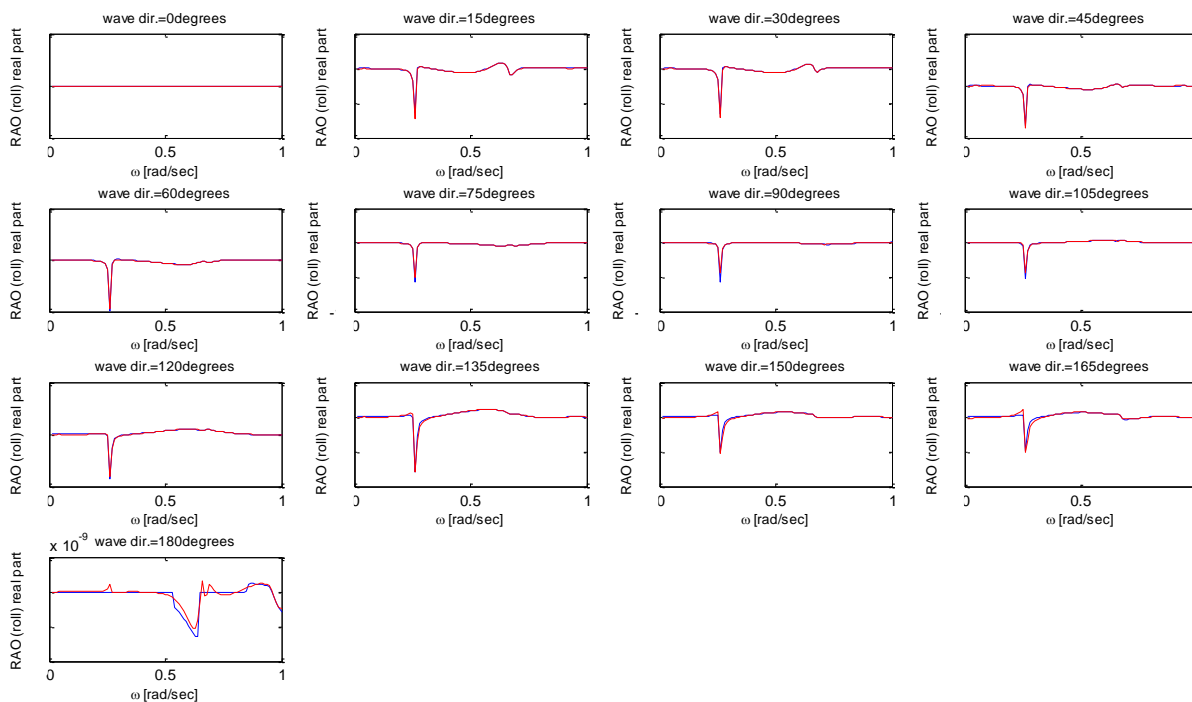 wave dir.=0degrees
wave dir.=15degrees
wave dir.=30degrees
wave dir.=45degrees
RAO (roll) real part
RAO (roll) real part
RAO (roll) real part
RAO (roll) real part
0 0.5 1
0 0.5 1
0 0.5 1
0 0.5
ω [rad/sec]
ω [rad/sec]
ω [rad/sec]
ω [rad/sec]
wave dir.=60degrees
wave dir.=75degrees
wave dir.=90degrees
wave dir.=105degrees
RAO (roll) real part
RAO (roll) real part
RAO (roll) real part
RAO (roll) real part
0 0.5 1
0 0.5 1
0 0.5 1
0 0.5
ω [rad/sec]
ω [rad/sec]
ω [rad/sec]
ω [rad/sec]
wave dir.=120degrees
wave dir.=135degrees
wave dir.=150degrees
wave dir.=165degrees
RAO (roll) real part
RAO (roll) real part
RAO (roll) real part
RAO (roll) real part
0 0.5 1
0 0.5 1
0 0.5 1
0 0.5
ω [rad/sec]
ω [rad/sec]
ω [rad/sec]
ω [rad/sec]
x 10^-9
wave dir.=180degrees
RAO (roll) real part
0 0.5 1
ω [rad/sec]